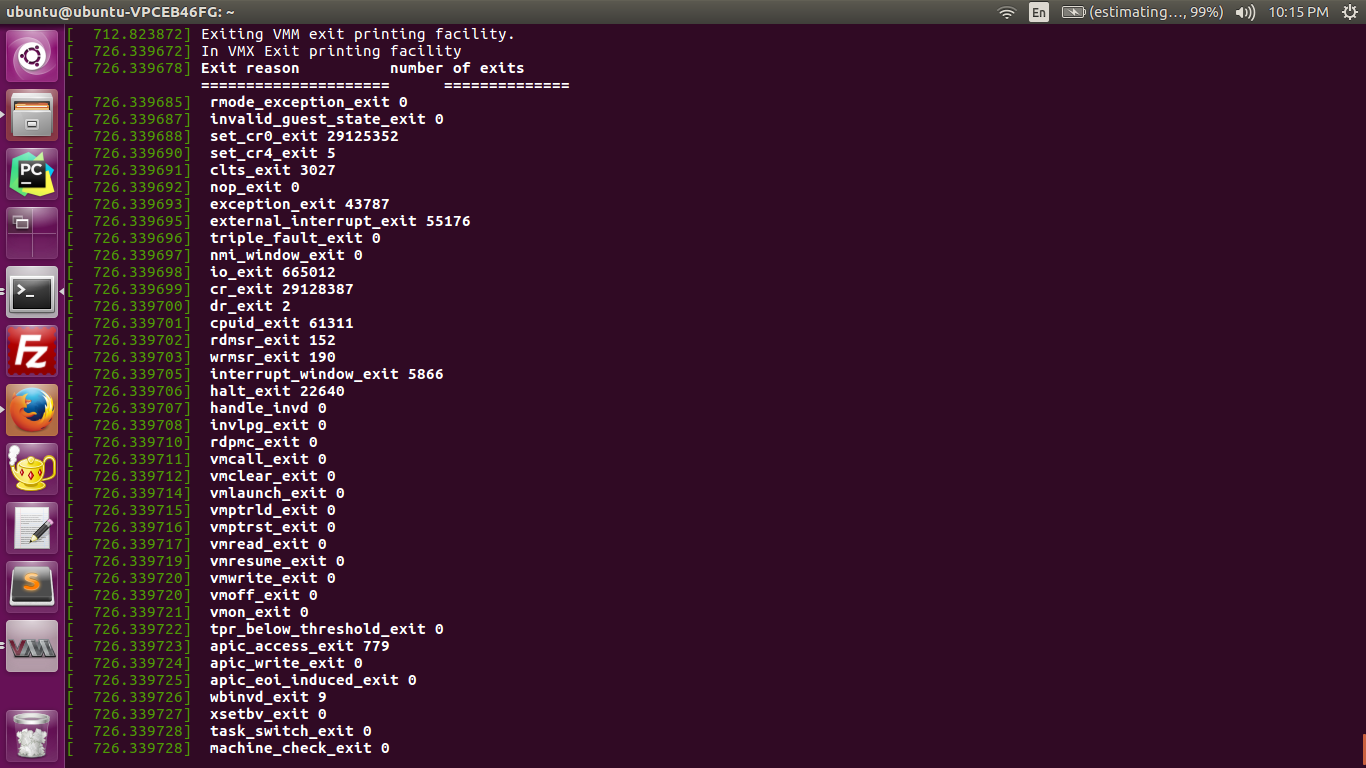 ubuntu@ubuntu-VPCEB46FG: ~
En
(estimating..., 99%)
10:15 PM
[ 712.823872] Exiting VMM exit printing facility.
[ 726.339672] In VMX Exit printing facility
[ 726.339678] Exit reason number of exits
===================== ==============
[ 726.339685] rmode_exception_exit 0
[ 726.339687] invalid_guest_state_exit 0
[ 726.339688] set_cr0_exit 29125352
[ 726.339690] set_cr4_exit 5
[ 726.339691] clts_exit 3027
[ 726.339692] nop_exit 0
[ 726.339693] exception_exit 43787
[ 726.339695] external_interrupt_exit 55176
[ 726.339696] triple_fault_exit 0
[ 726.339697] nmi_window_exit 0
[ 726.339698] io_exit 665012
[ 726.339699] cr_exit 29128387
[ 726.339700] dr_exit 2
[ 726.339701] cpuid_exit 61311
[ 726.339702] rdmsr_exit 152
[ 726.339703] wrmsr_exit 190
[ 726.339705] interrupt_window_exit 5866
[ 726.339706] halt_exit 22640
[ 726.339707] handle_invd 0
[ 726.339708] invlpg_exit 0
[ 726.339710] rdpmc_exit 0
[ 726.339711] vmcall_exit 0
[ 726.339712] vmclear_exit 0
[ 726.339714] vmlaunch_exit 0
[ 726.339715] vmptrld_exit 0
[ 726.339716] vmptrst_exit 0
[ 726.339717] vmread_exit 0
[ 726.339719] vmresume_exit 0
[ 726.339720] vmwrite_exit 0
[ 726.339720] vmoff_exit 0
[ 726.339721] vmon_exit 0
[ 726.339722] tpr_below_threshold_exit 0
[ 726.339723] apic_access_exit 779
[ 726.339724] apic_write_exit 0
[ 726.339725] apic_eoi_induced_exit 0
[ 726.339726] wbinvd_exit 9
[ 726.339727] xsetbv_exit 0
[ 726.339728] task_switch_exit 0
[ 726.339728] machine_check_exit 0
PC
>_
Fz
S
VM